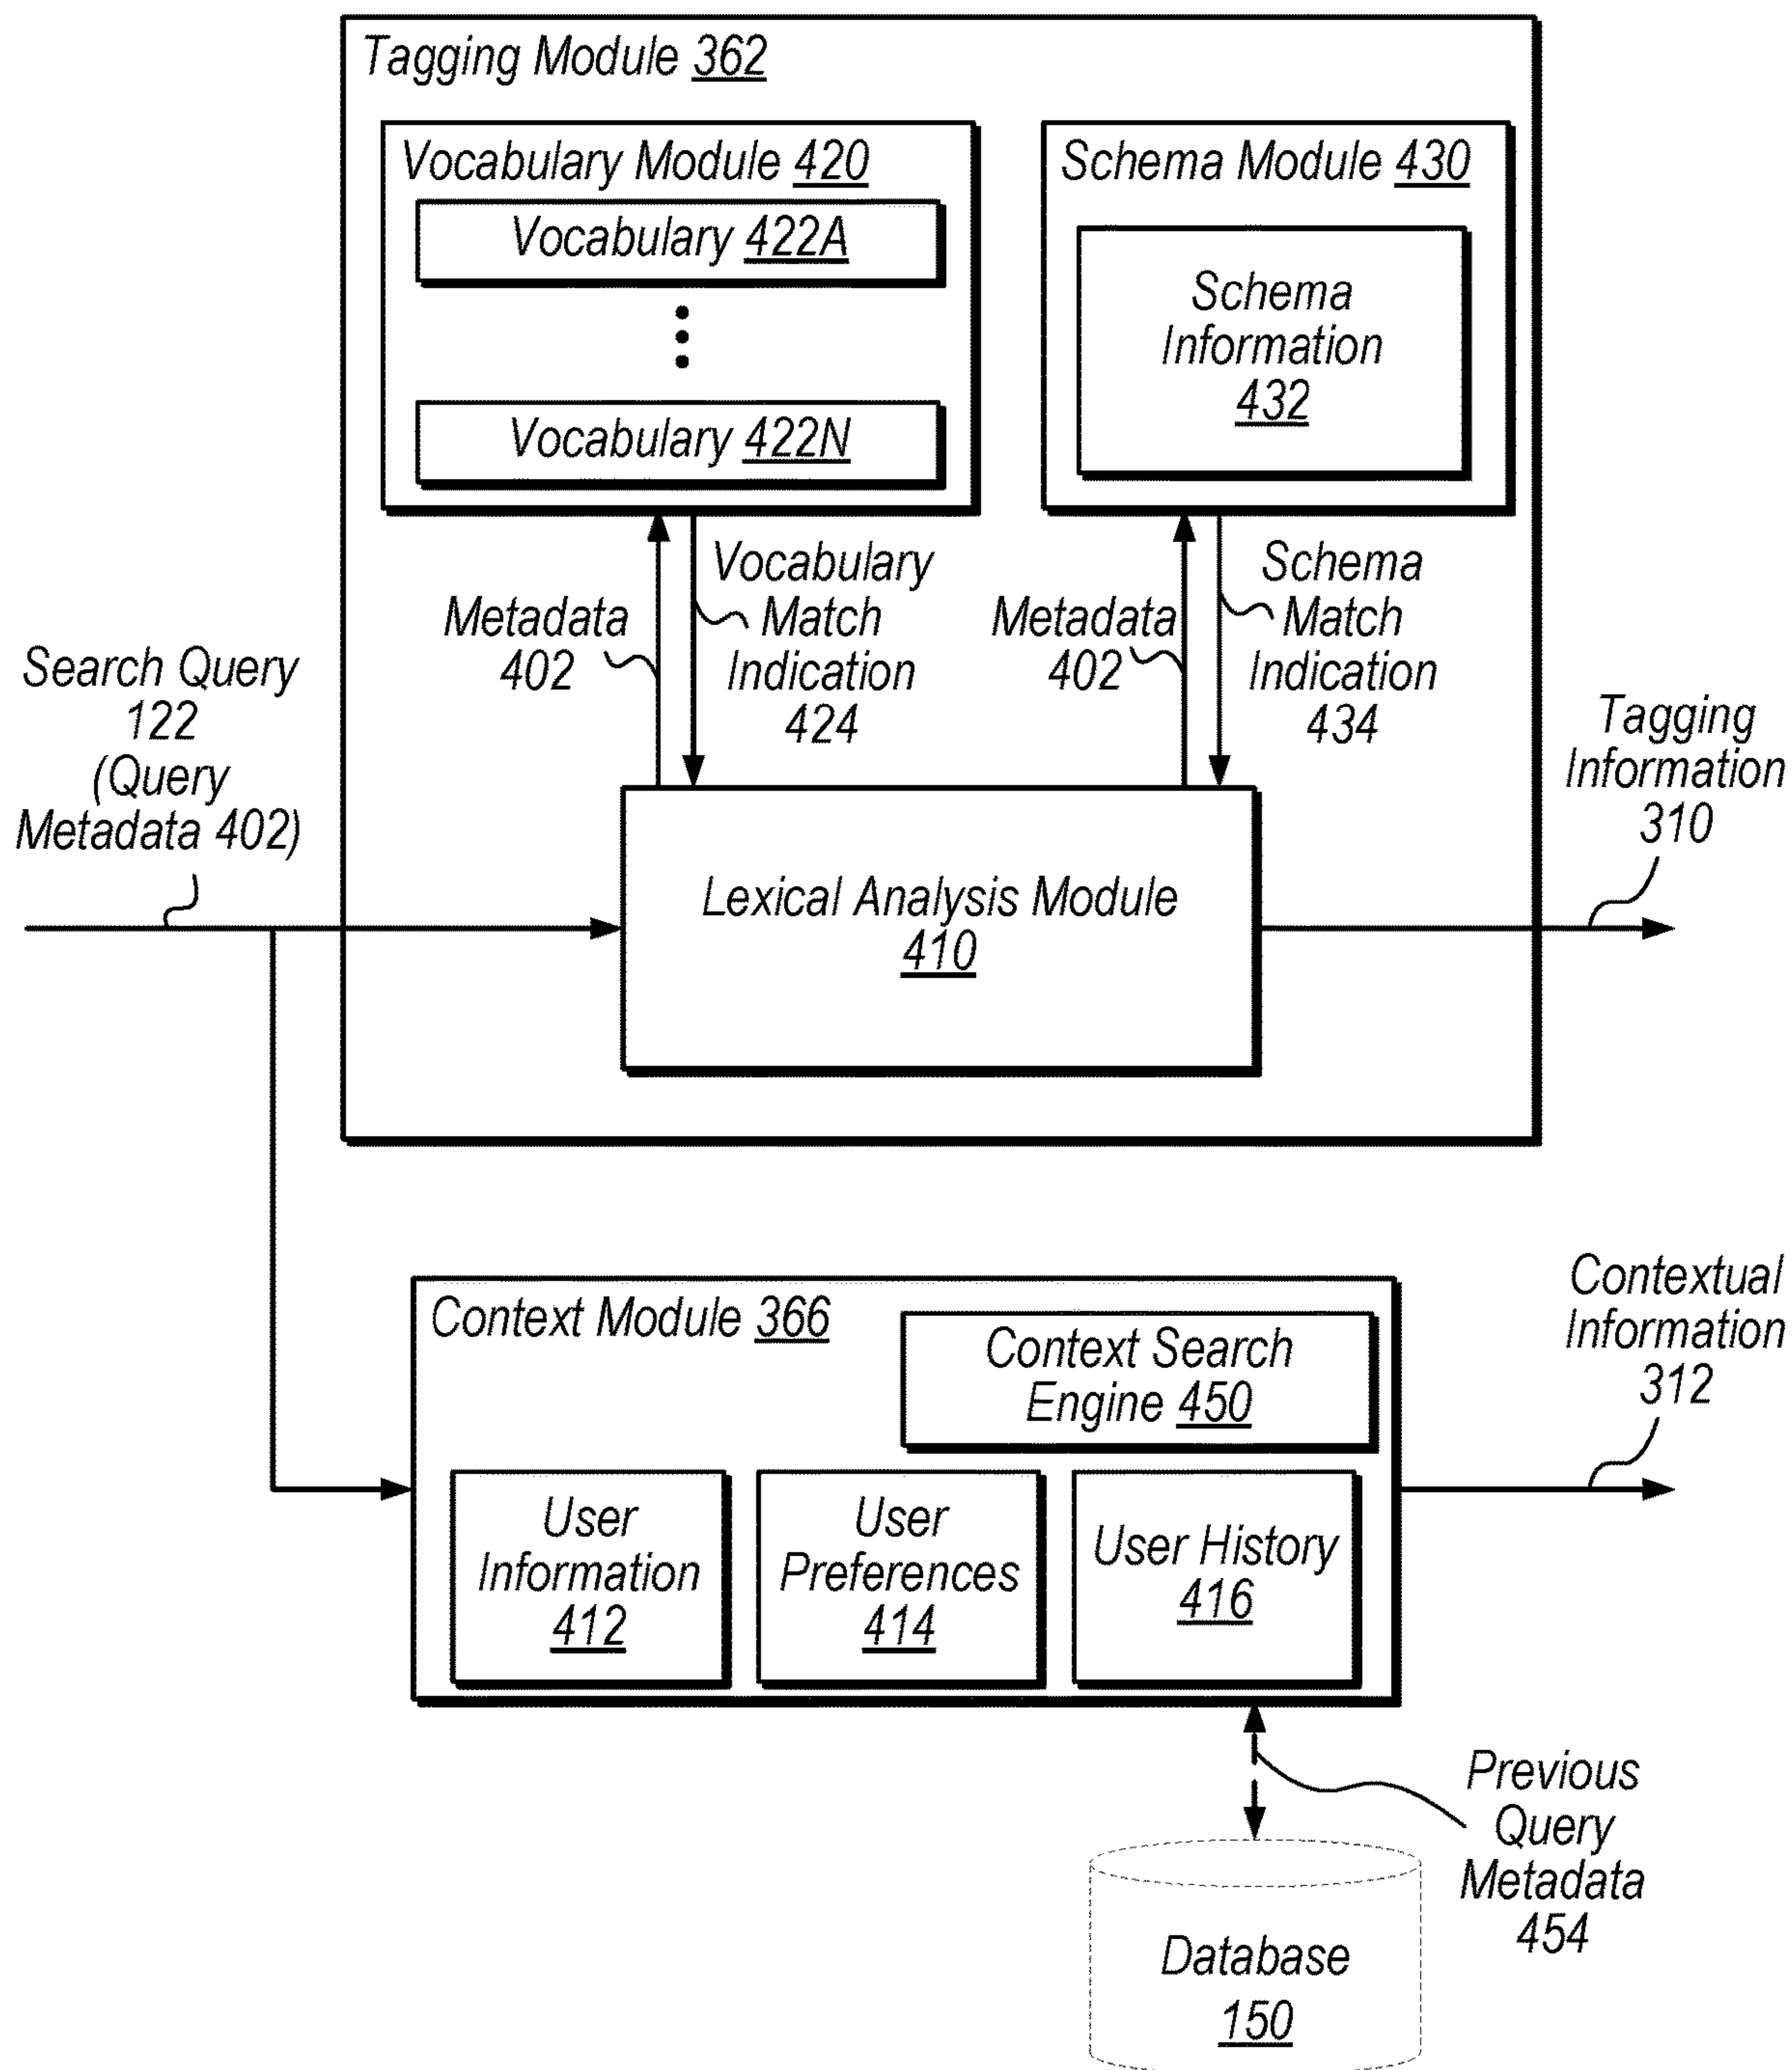 Tagging Module 362
Vocabulary Module 420
Vocabulary 422A
Vocabulary 422N
Schema Module 430
Schema
Information
432
Metadata
402
Vocabulary
Match
Indication
424
Metadata
402
Schema
Match
Indication
434
Search Query
122
(Query
Metadata 402)
Lexical Analysis Module
410
Tagging
Information
310
Context Module 366
Context Search
Engine 450
User
Information
412
User
Preferences
414
User History
416
Contextual
Information
312
Previous
Query
Metadata
454
Database
150